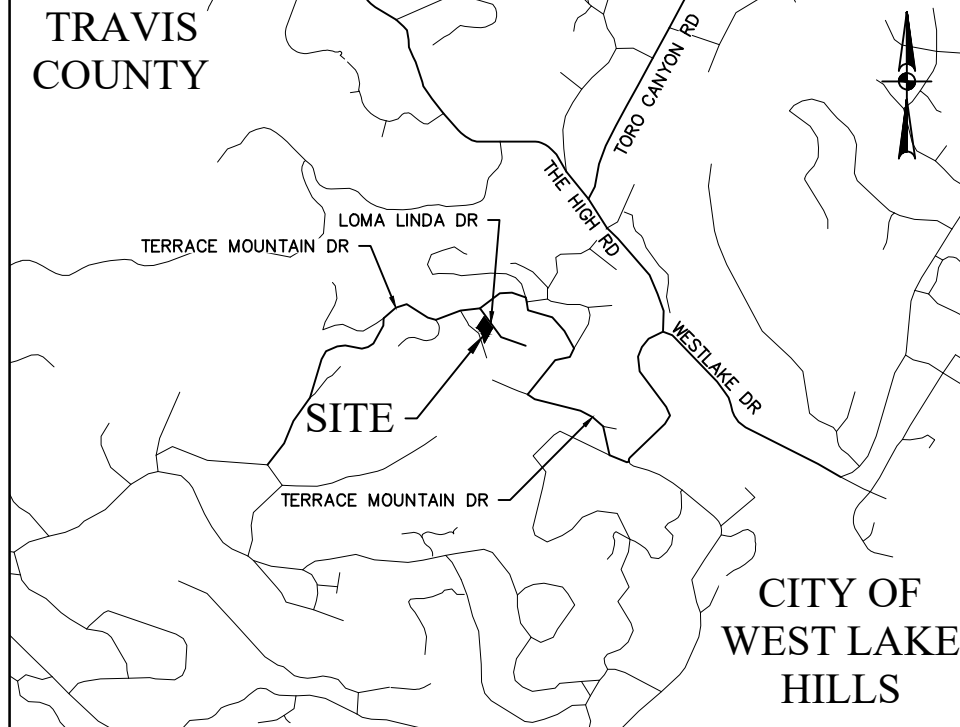 TRAVIS
COUNTY
TORO CANYON RD
THE HIGH RD
LOMA LINDA DR
TERRACE MOUNTAIN DR
WESTLAKE DR
SITE
TERRACE MOUNTAIN DR
CITY OF
WEST LAKE
HILLS